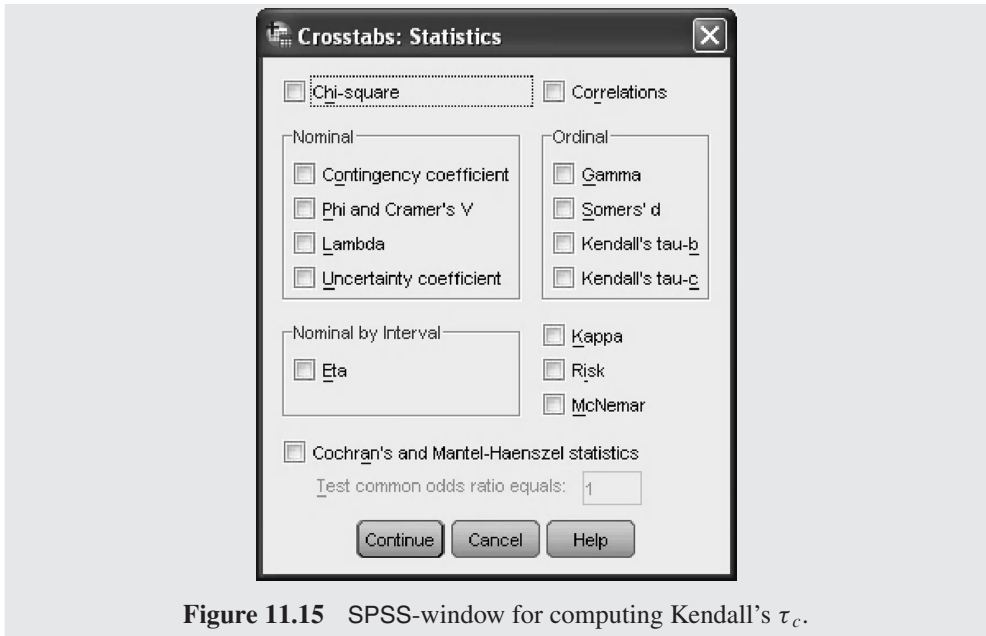 Crosstabs: Statistics
Chi-square
Correlations
Nominal
Contingency coefficient
Phi and Cramer's V
Lambda
Uncertainty coefficient
Ordinal
Gamma
Somers' d
Kendall's tau-b
Kendall's tau-c
Nominal by Interval
Eta
Kappa
Risk
McNemar
Cochran's and Mantel-Haenszel statistics
Test common odds ratio equals: 1
Continue Cancel Help
Figure 11.15 SPSS-window for computing Kendall's τc.